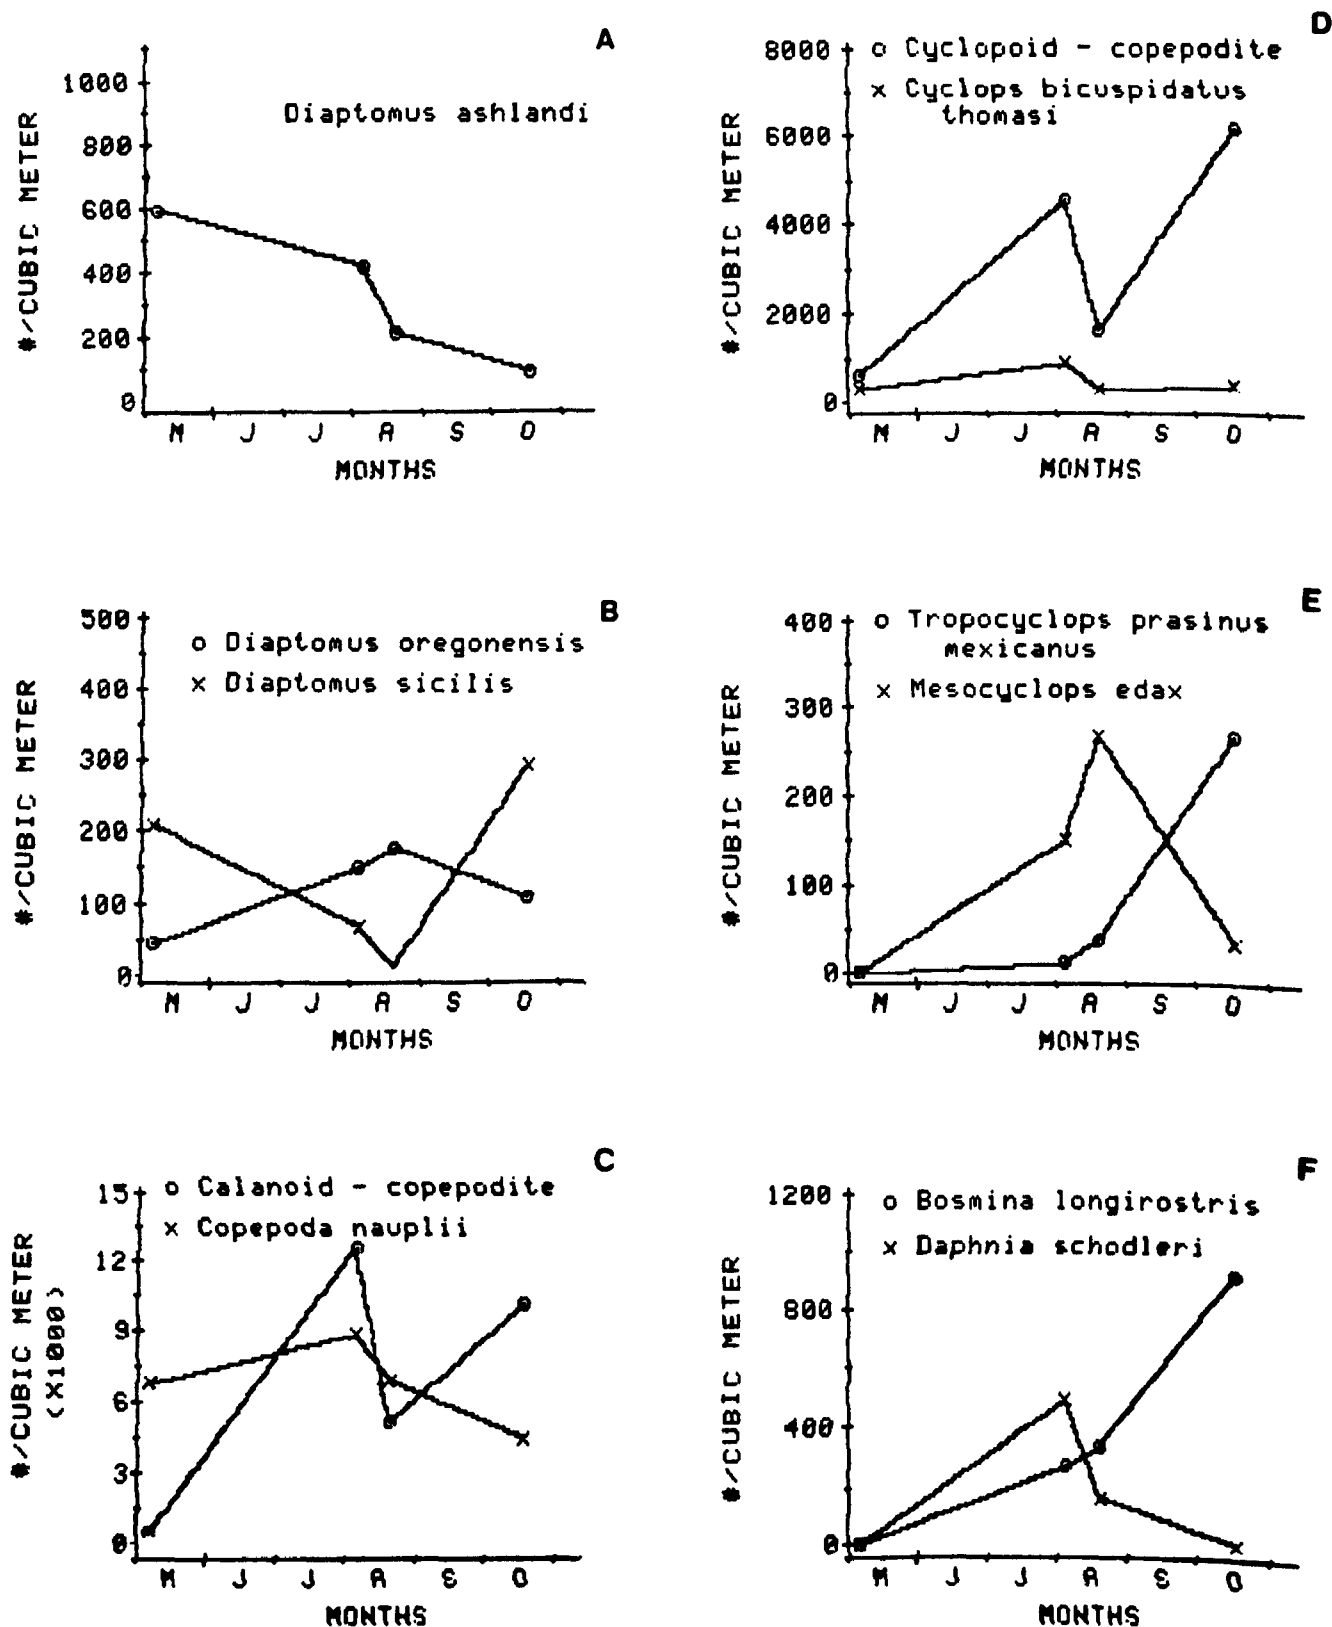 A
1000
800
600
400
200
0
#/CUBIC METER
Diaptomus ashlandi
M J J A S O
MONTHS
D
8000
6000
4000
2000
0
#/CUBIC METER
o Cyclopoid - copepodite
x Cyclops bicuspidatus
thomasi
M J J A S O
MONTHS
B
500
400
300
200
100
0
#/CUBIC METER
o Diaptomus oregonensis
x Diaptomus sicilis
M J J A S O
MONTHS
E
400
300
200
100
0
#/CUBIC METER
o Tropocyclops prasinus
mexicanus
x Mesocyclops edax
M J J A S O
MONTHS
C
15
12
9
6
3
0
#/CUBIC METER
(X1000)
o Calanoid - copepodite
x Copepoda nauplii
M J J A S O
MONTHS
F
1200
800
400
0
#/CUBIC METER
o Bosmina longirostris
x Daphnia schodleri
M J J A S O
MONTHS